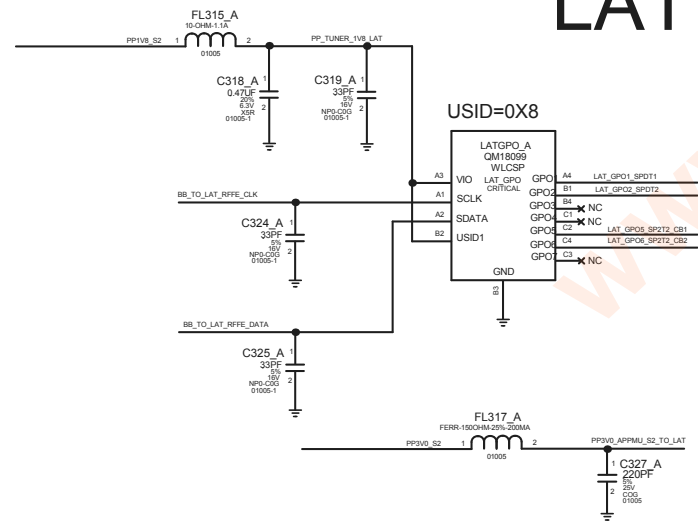 LAT
FL315_A
10-OHM-1.1A
PP1V8_S2 1 2 PP_TUNER_1V8_LAT
01005
C318_A 1
0.47UF
20%
6.3V 2
X5R
01005-1
C319_A 1
33PF
5%
16V 2
NP0-C0G
01005-1
USID=0X8
LATGPO_A
QM18099
WLCSP
LAT_GPO
CRITICAL
A3 VIO
A1 SCLK
A2 SDATA
B2 USID1
GPO1 A4 LAT_GPO1_SPDT1
GPO2 B1 LAT_GPO2_SPDT2
GPO3 B4 NC
GPO4 C1 NC
GPO5 C2 LAT_GPO5_SP2T2_CB1
GPO6 C4 LAT_GPO6_SP2T2_CB2
GPO7 C3 NC
GND
B3
BB_TO_LAT_RFFE_CLK
C324_A 1
33PF
5%
16V 2
NP0-C0G
01005-1
BB_TO_LAT_RFFE_DATA
C325_A 1
33PF
5%
16V 2
NP0-C0G
01005-1
FL317_A
FERR-150OHM-25%-200MA
PP3V0_S2 1 2 PP3V0_APPMU_S2_TO_LAT
01005
1 C327_A
220PF
5%
2 25V
COG
01005